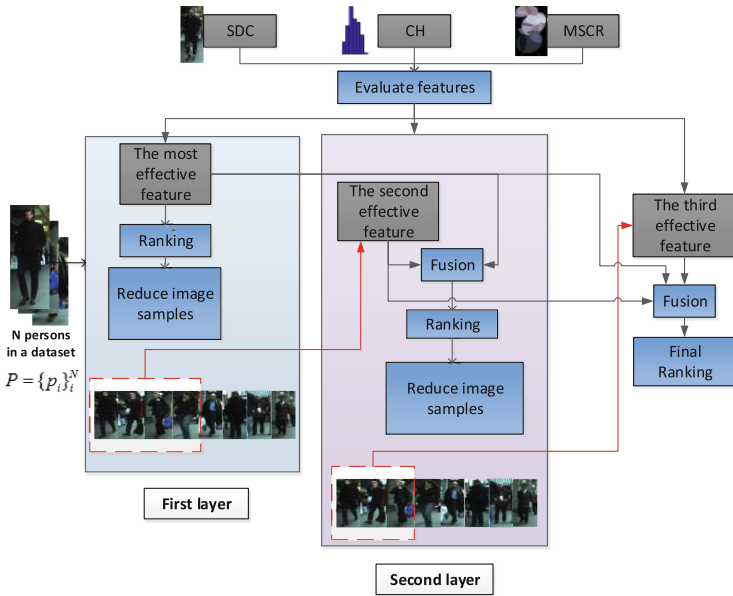 SDC
CH
MSCR
Evaluate features
The most
effective
feature
Ranking
Reduce image
samples
N persons
in a dataset
P = {p_i}_i^N
First layer
The second
effective
feature
Fusion
Ranking
Reduce image
samples
Second layer
The third
effective
feature
Fusion
Final
Ranking